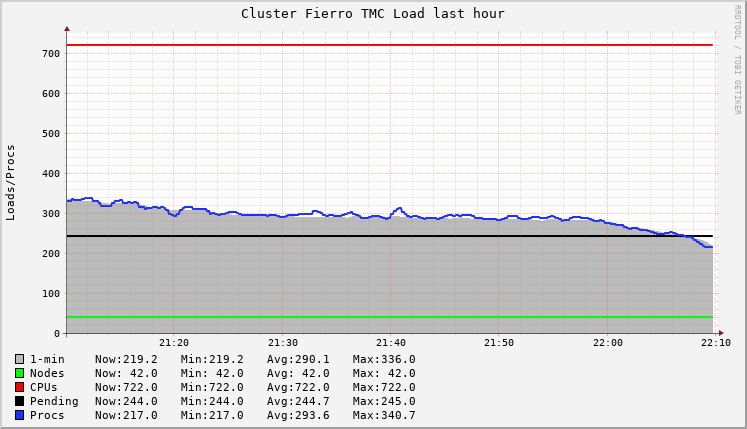 Cluster Fierro TMC Load last hour
RRDTOOL / TOBI OETIKER
Loads/Procs
700
600
500
400
300
200
100
0
21:20 21:30 21:40 21:50 22:00 22:10
1-min Now:219.2 Min:219.2 Avg:290.1 Max:336.0
Nodes Now: 42.0 Min: 42.0 Avg: 42.0 Max: 42.0
CPUs Now:722.0 Min:722.0 Avg:722.0 Max:722.0
Pending Now:244.0 Min:244.0 Avg:244.7 Max:245.0
Procs Now:217.0 Min:217.0 Avg:293.6 Max:340.7